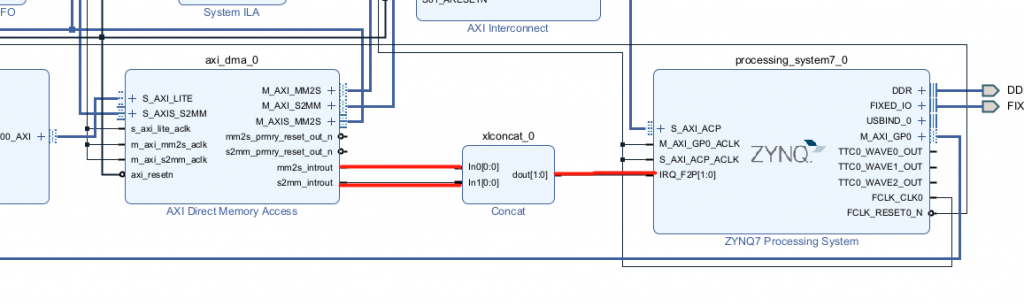 FO
System ILA
S01_ARESETN
AXI Interconnect
axi_dma_0
S_AXI_LITE
S_AXIS_S2MM
s_axi_lite_aclk
m_axi_mm2s_aclk
m_axi_s2mm_aclk
axi_resetn
M_AXI_MM2S
M_AXI_S2MM
M_AXIS_MM2S
mm2s_prmry_reset_out_n
s2mm_prmry_reset_out_n
mm2s_introut
s2mm_introut
AXI Direct Memory Access
00_AXI
xlconcat_0
In0[0:0]
In1[0:0]
dout[1:0]
Concat
processing_system7_0
S_AXI_ACP
M_AXI_GP0_ACLK
S_AXI_ACP_ACLK
IRQ_F2P[1:0]
ZYNQ
DDR
FIXED_IO
USBIND_0
M_AXI_GP0
TTC0_WAVE0_OUT
TTC0_WAVE1_OUT
TTC0_WAVE2_OUT
FCLK_CLK0
FCLK_RESET0_N
ZYNQ7 Processing System
DD
FIX